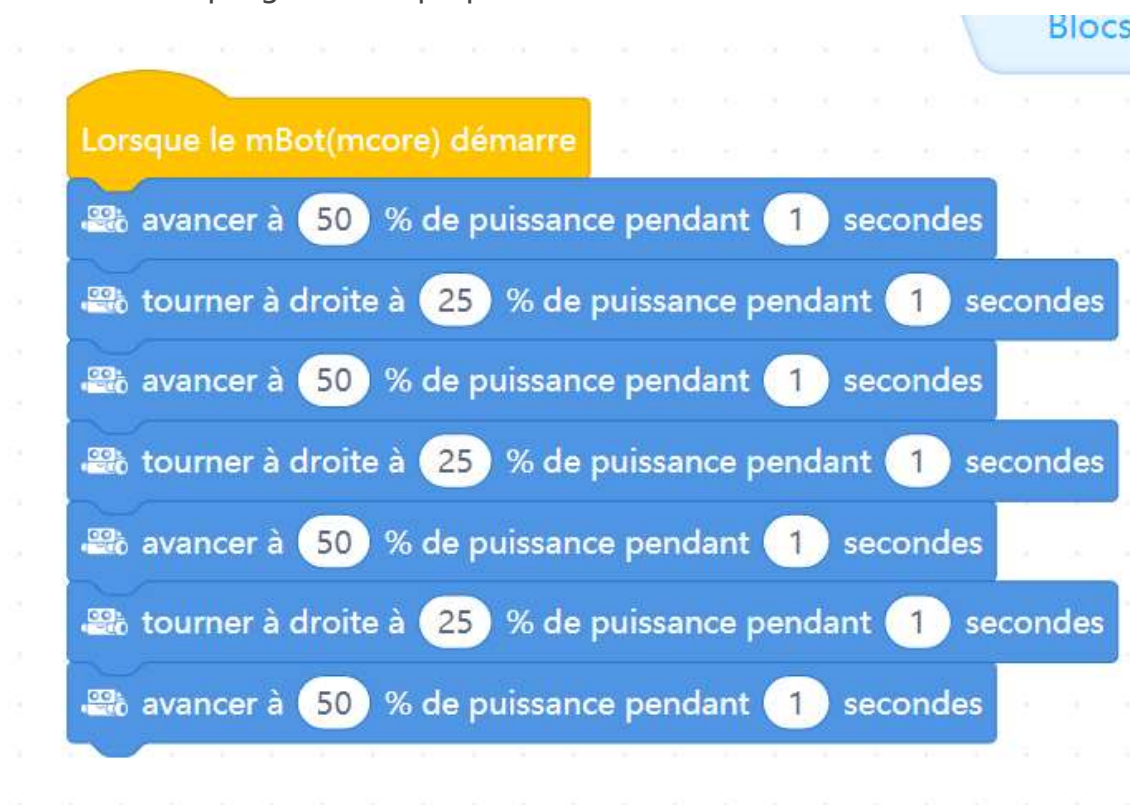 Blocs
Lorsque le mBot(mcore) démarre
avancer à 50 % de puissance pendant 1 secondes
tourner à droite à 25 % de puissance pendant 1 secondes
avancer à 50 % de puissance pendant 1 secondes
tourner à droite à 25 % de puissance pendant 1 secondes
avancer à 50 % de puissance pendant 1 secondes
tourner à droite à 25 % de puissance pendant 1 secondes
avancer à 50 % de puissance pendant 1 secondes